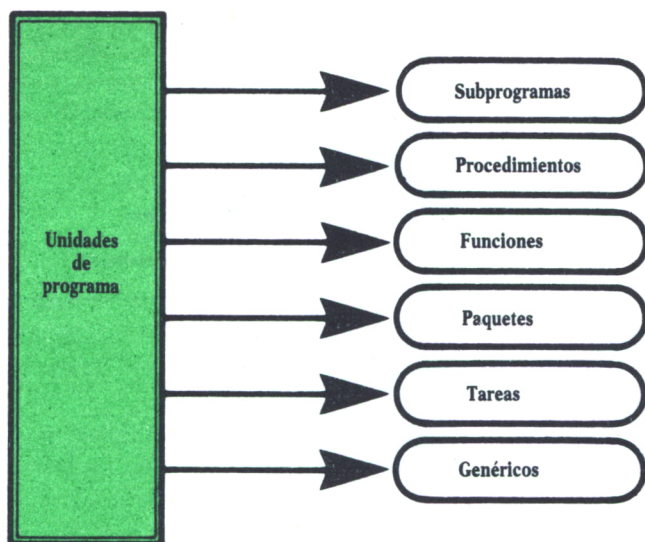 Unidades
de
programa
Subprogramas
Procedimientos
Funciones
Paquetes
Tareas
Genéricos